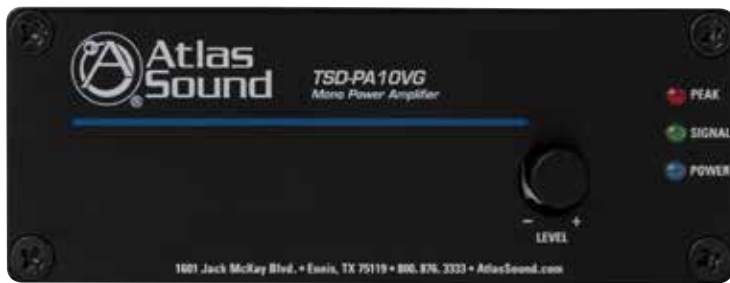 Atlas
Sound
®
TSD-PA10VG
Mono Power Amplifier
PEAK
SIGNAL
POWER
- +
LEVEL
1601 Jack McKay Blvd. • Ennis, TX 75119 • 800. 876. 3333 • AtlasSound.com